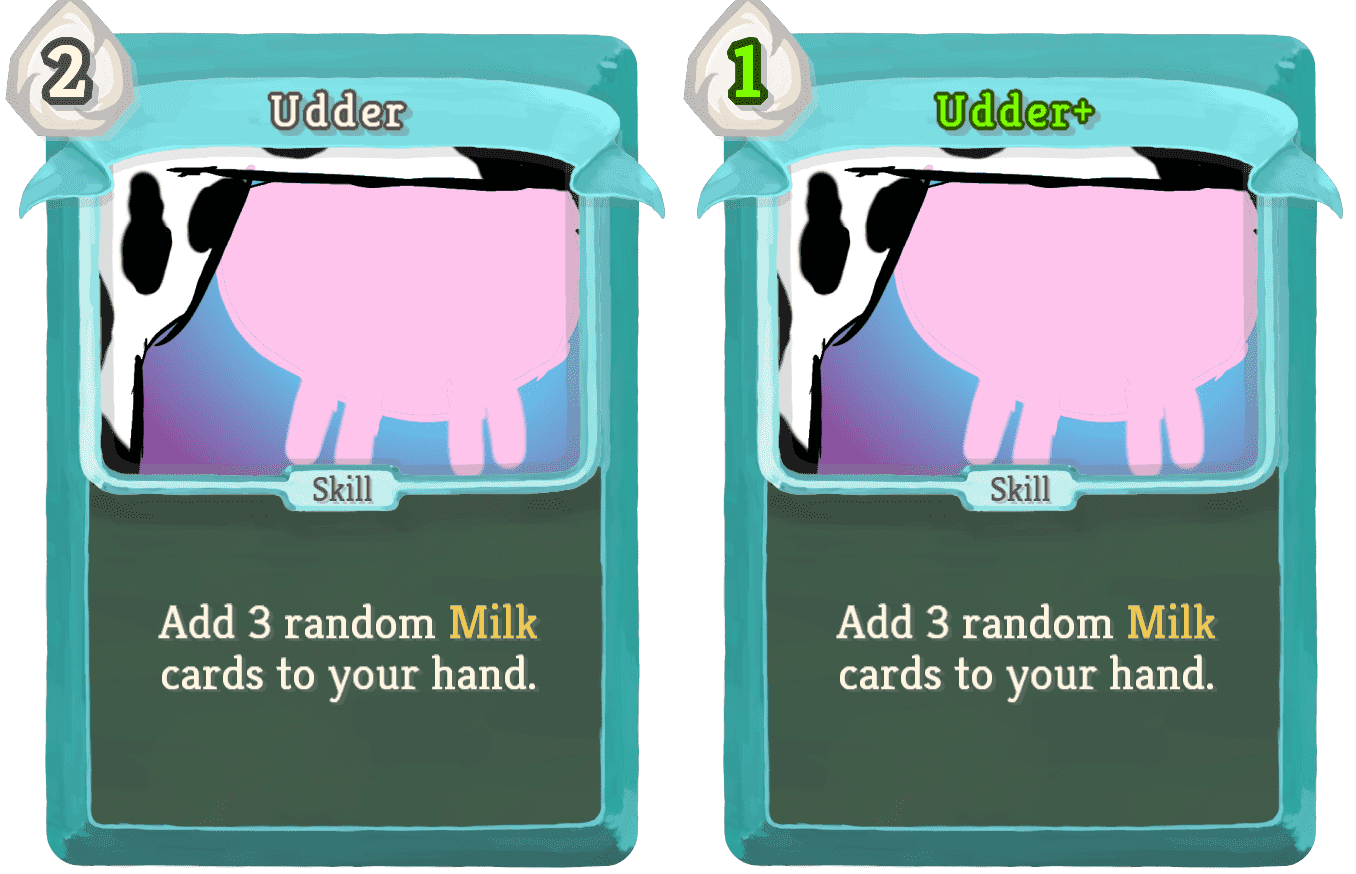 2
Udder
Skill
Add 3 random Milk
cards to your hand.
1
Udder+
Skill
Add 3 random Milk
cards to your hand.